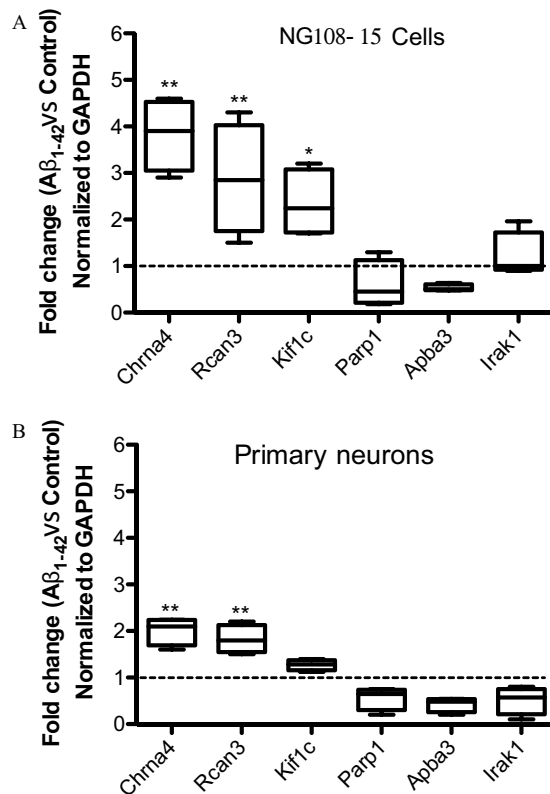 A
NG108- 15 Cells
Fold change (Aβ1-42VS Control)
Normalized to GAPDH
6
5
4
3
2
1
0
**
**
*
Chrna4
Rcan3
Kif1c
Parp1
Apba3
Irak1
B
Primary neurons
Fold change (Aβ1-42VS Control)
Normalized to GAPDH
6
5
4
3
2
1
0
**
**
Chrna4
Rcan3
Kif1c
Parp1
Apba3
Irak1